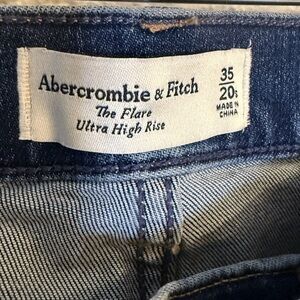 Abercrombie & Fitch
The Flare
Ultra High Rise
35
20s
MADE IN
CHINA